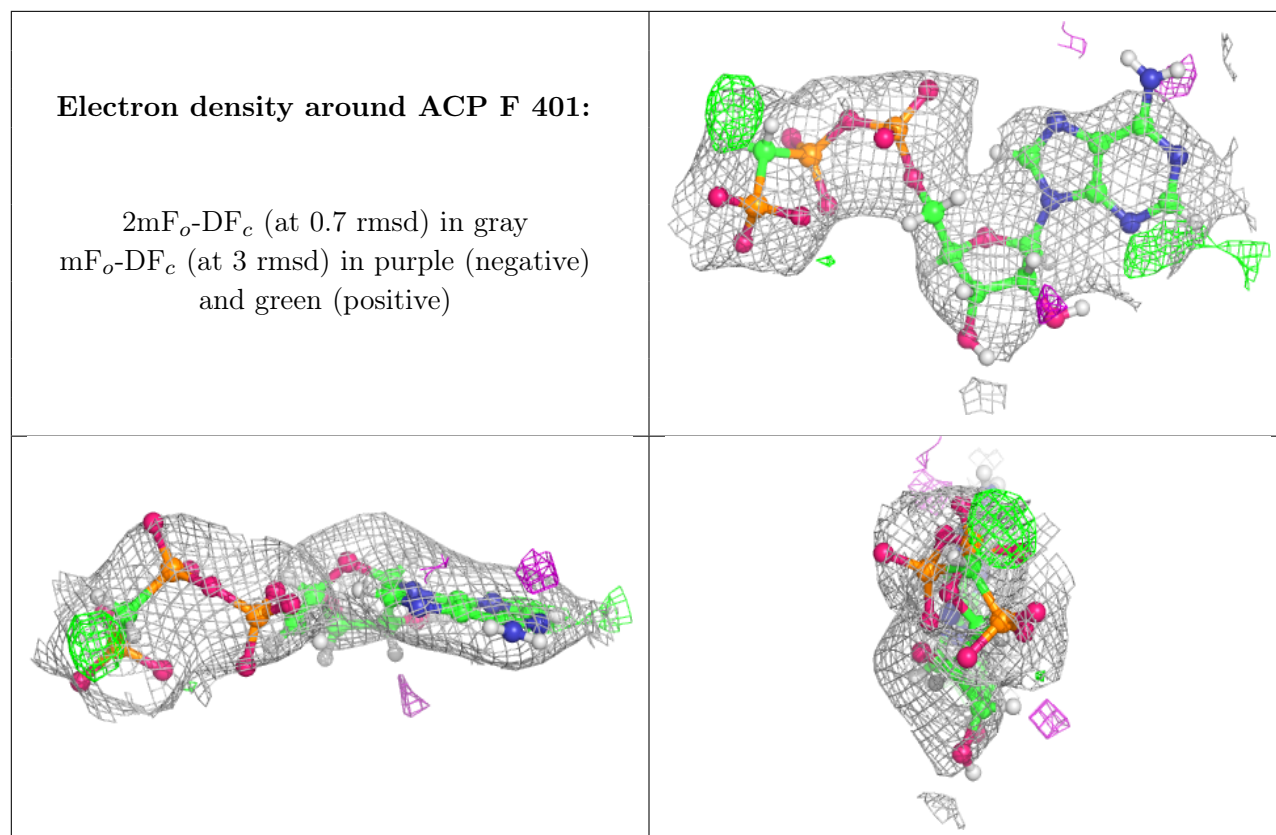 Electron density around ACP F 401:
2mFₒ-DF𝒸 (at 0.7 rmsd) in gray
mFₒ-DF𝒸 (at 3 rmsd) in purple (negative)
and green (positive)